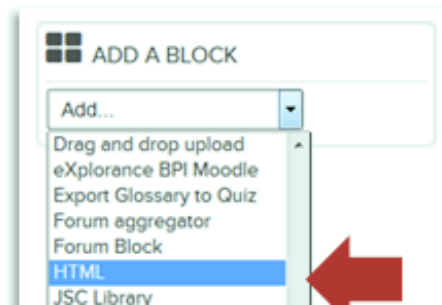 ADD A BLOCK
Add...
Drag and drop upload
eXplorance BPI Moodle
Export Glossary to Quiz
Forum aggregator
Forum Block
HTML
JSC Library